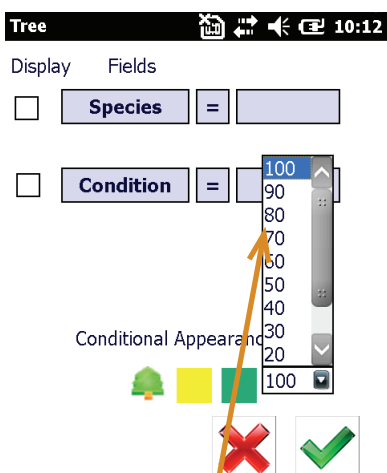 Tree 10:12
Display Fields
Species =
Condition =
100
90
80
70
60
50
40
30
20
Conditional Appearanc
100